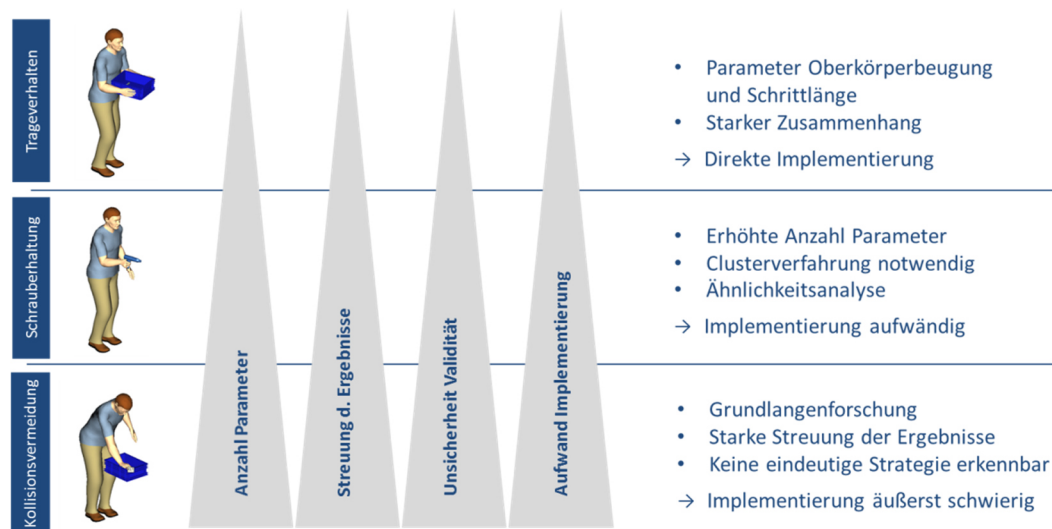 Trageverhalten
• Parameter Oberkörperbeugung
und Schrittlänge
• Starker Zusammenhang
→ Direkte Implementierung
Schrauberhaltung
• Erhöhte Anzahl Parameter
• Clusterverfahrung notwendig
• Ähnlichkeitsanalyse
→ Implementierung aufwändig
Kollisionsvermeidung
• Grundlangenforschung
• Starke Streuung der Ergebnisse
• Keine eindeutige Strategie erkennbar
→ Implementierung äußerst schwierig
Anzahl Parameter
Streuung d. Ergebnisse
Unsicherheit Validität
Aufwand Implementierung